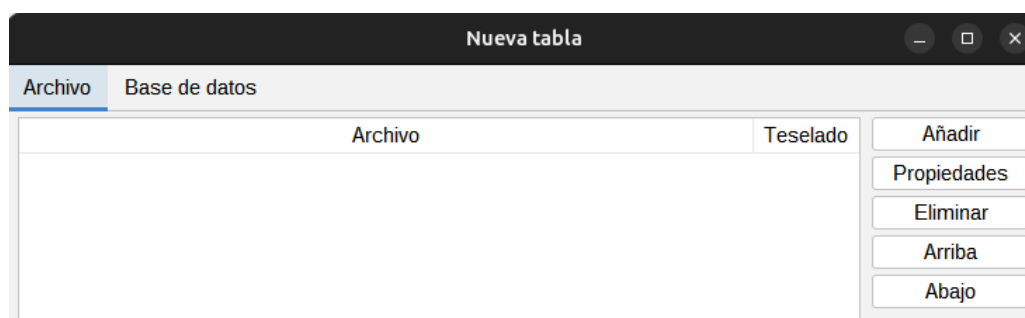 Nueva tabla
Archivo Base de datos
Archivo Teselado
Añadir
Propiedades
Eliminar
Arriba
Abajo